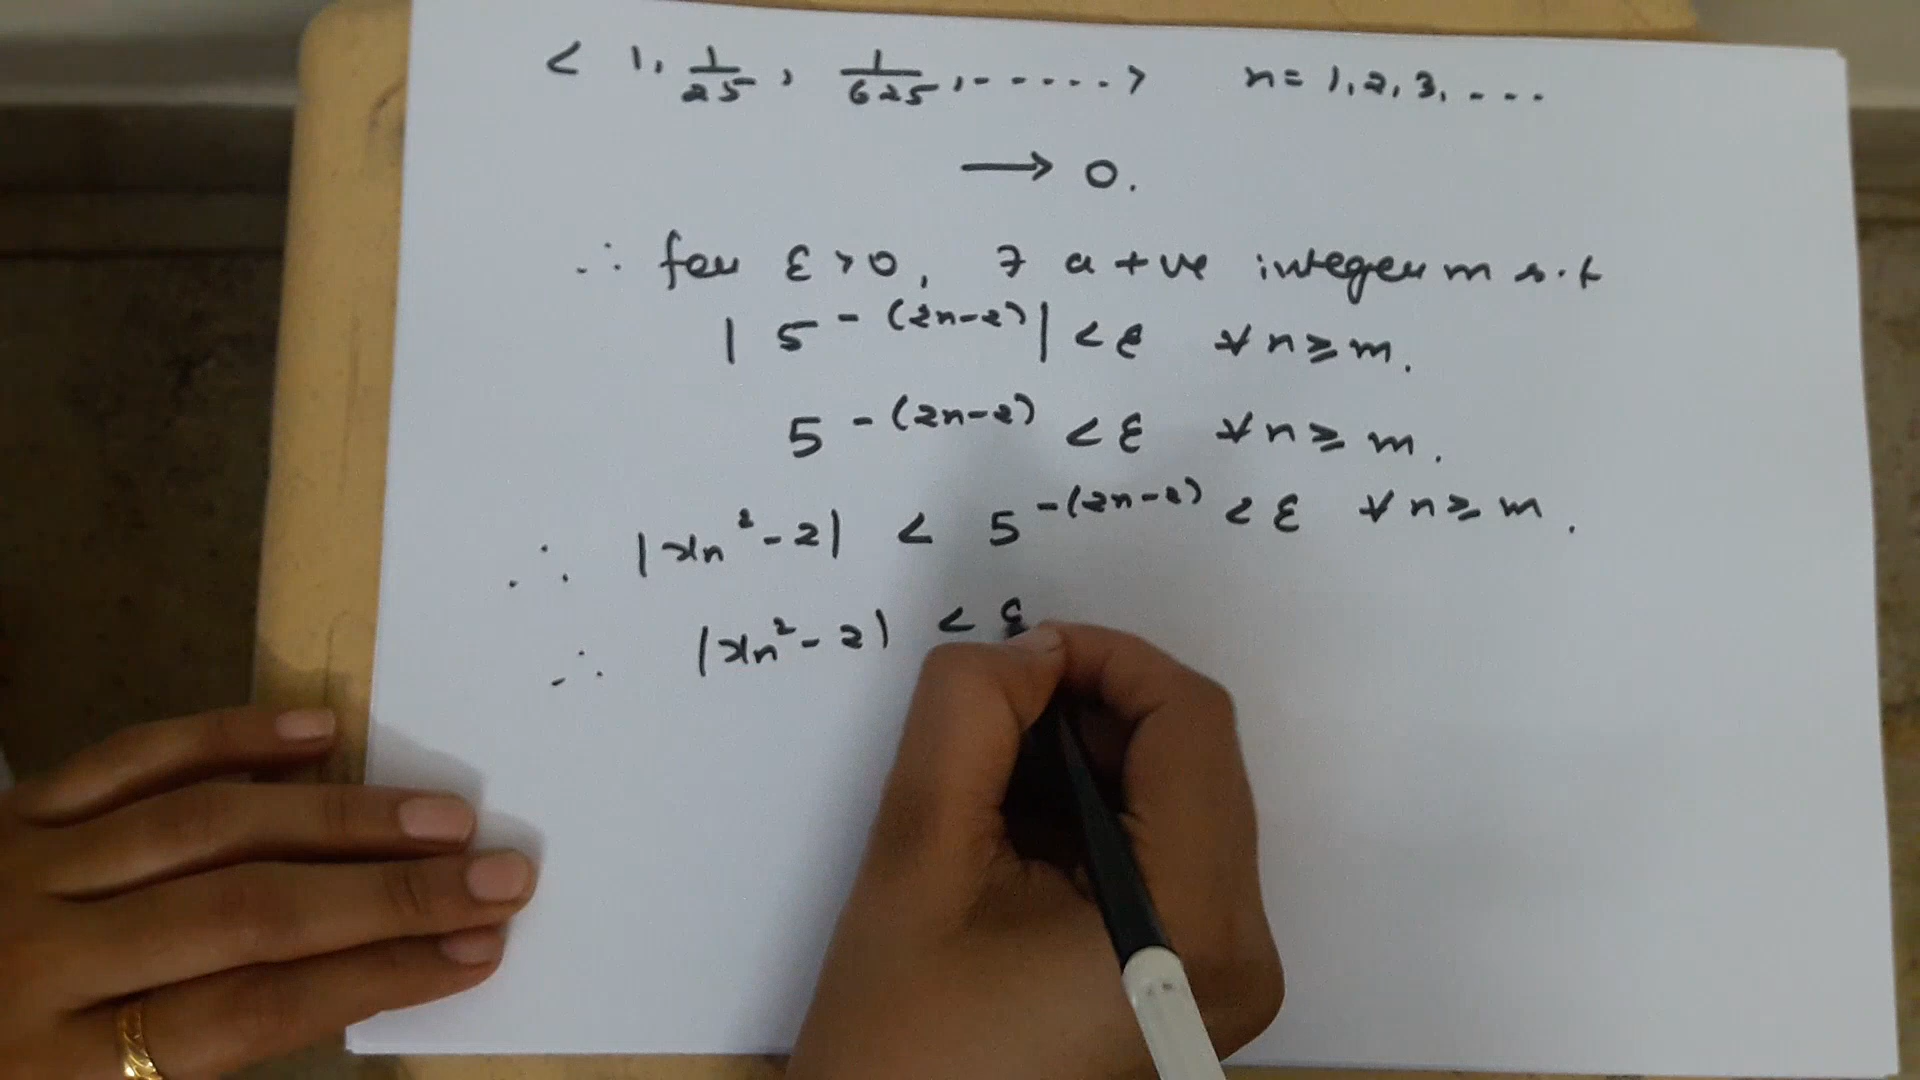 < 1, 1/25, 1/625, ------> n = 1, 2, 3, ---
⟶ 0.
∴ for ε > 0, ∃ a +ve integer m s.t
| 5^-(2n-2) | < ε ∀ n ≥ m.
5^-(2n-2) < ε ∀ n ≥ m.
∴ |xn² - 2| < 5^-(2n-2) < ε ∀ n ≥ m.
∴ |xn² - 2| < ε